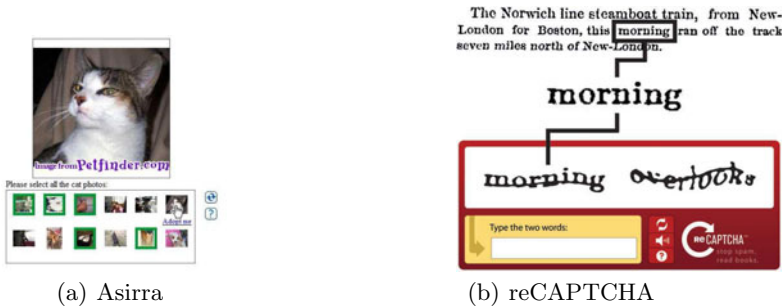 image from Petfinder.com
Please select all the cat photos:
Adopt me
?
(a) Asirra
The Norwich line steamboat train, from New-
London for Boston, this morning ran off the track
seven miles north of New-London.
morning
morning overlooks
Type the two words:
?
reCAPTCHA™
stop spam.
read books.
(b) reCAPTCHA